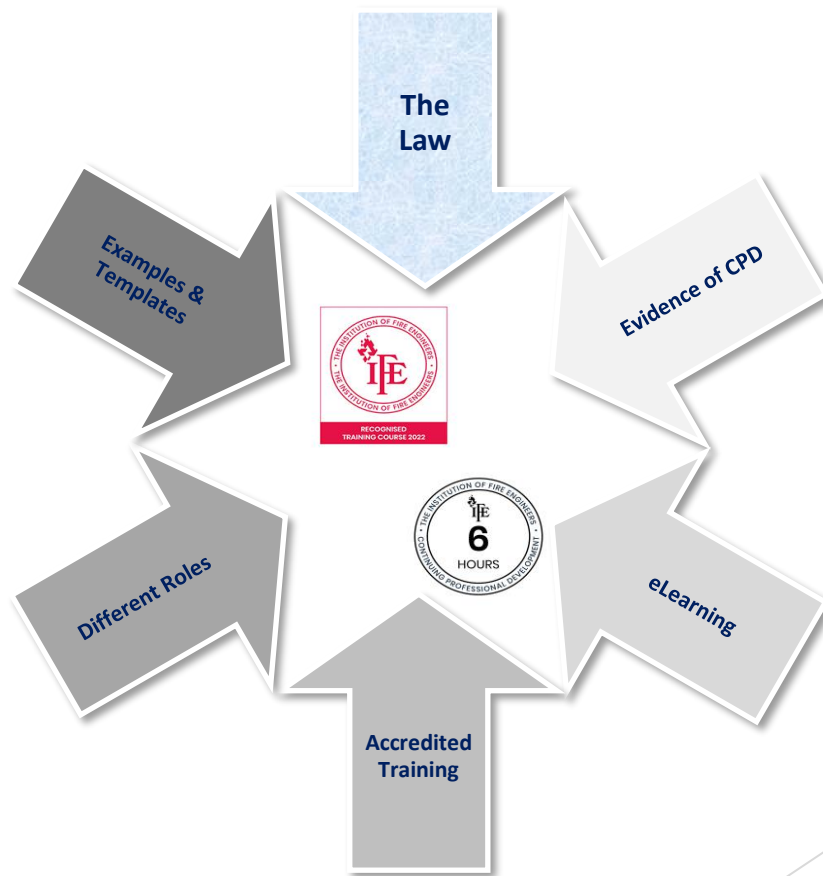 The
Law
Examples &
Templates
Evidence of CPD
THE INSTITUTION OF FIRE ENGINEERS
THE INSTITUTION OF FIRE ENGINEERS
IFE
RECOGNISED
TRAINING COURSE 2022
THE INSTITUTION OF FIRE ENGINEERS
IFE
6
HOURS
CONTINUING PROFESSIONAL DEVELOPMENT
Different Roles
eLearning
Accredited
Training